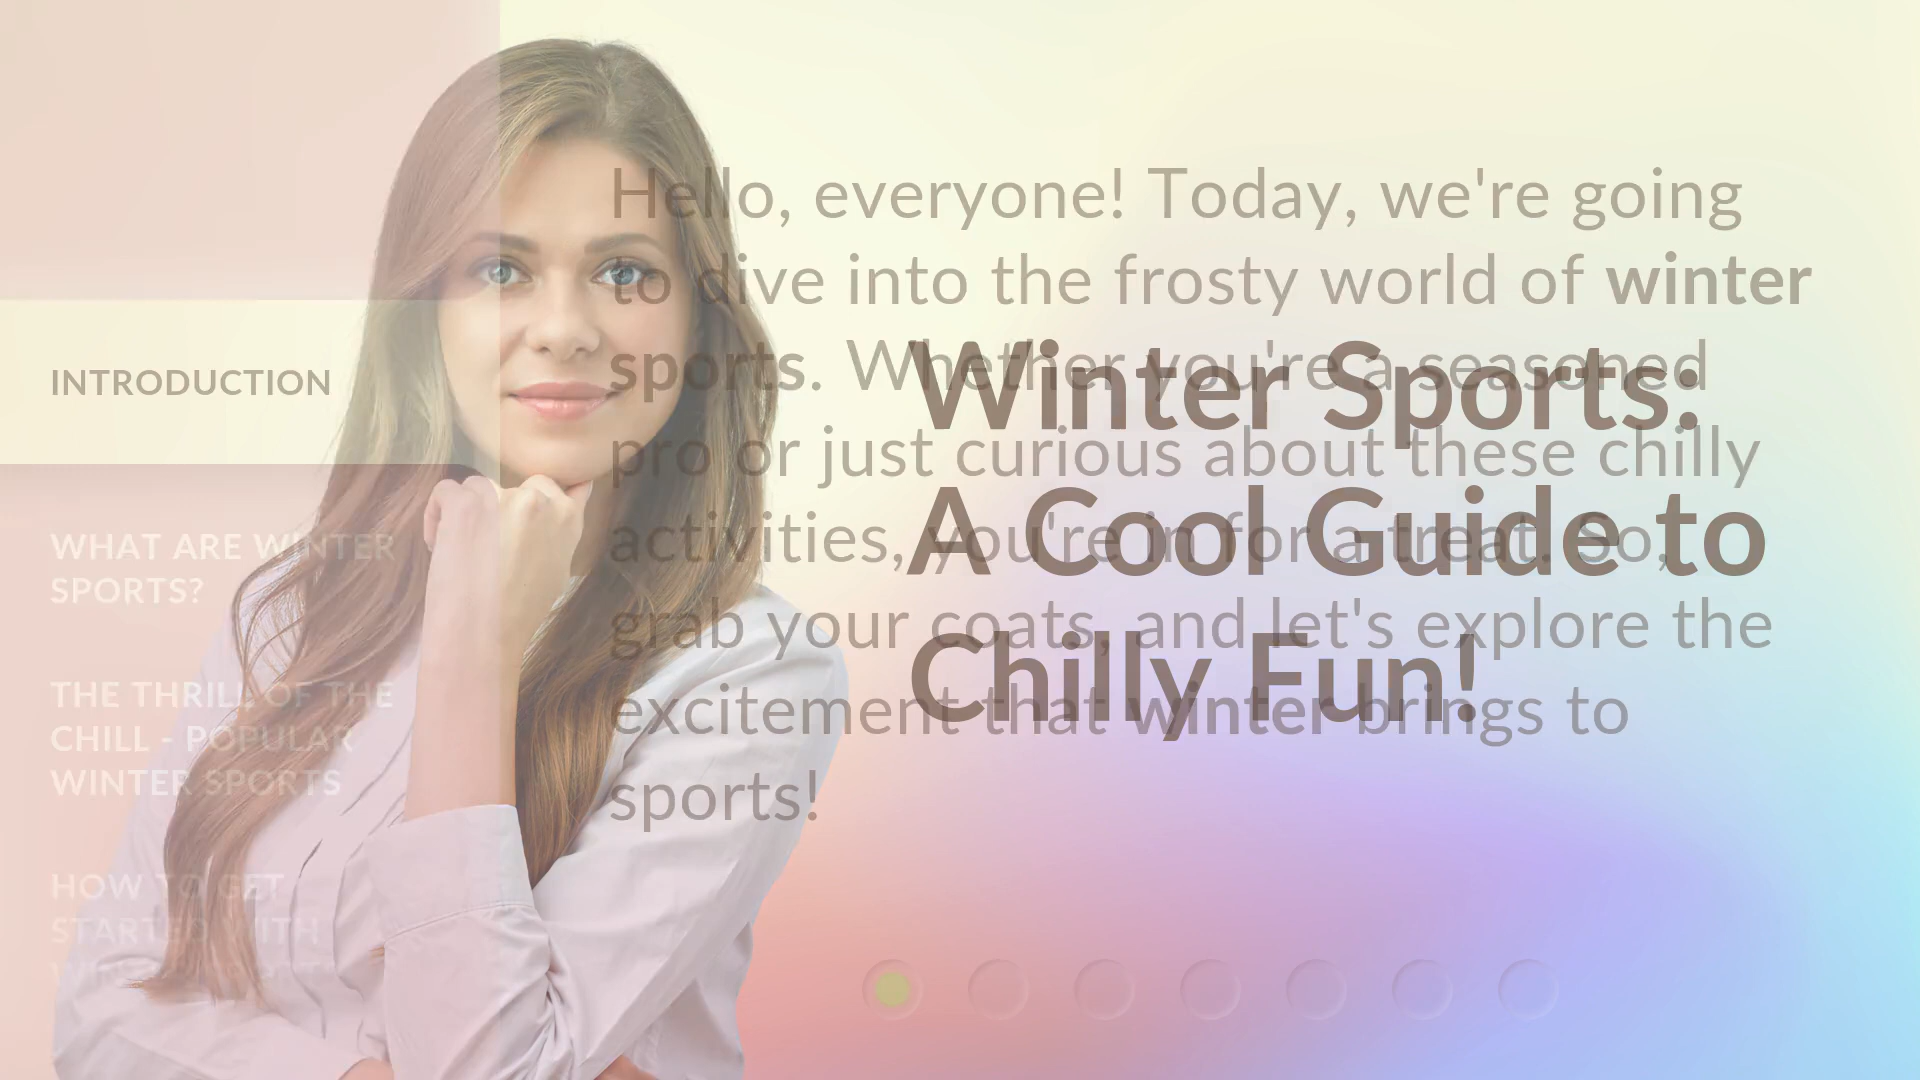 INTRODUCTION
WHAT ARE WINTER
SPORTS?
THE THRILL OF THE
CHILL - POPULAR
WINTER SPORTS
HOW TO GET
STARTED WITH
Hello, everyone! Today, we're going
to dive into the frosty world of winter
sports. Whether you're a seasoned
pro or just curious about these chilly
activities, you're in for a treat. So,
grab your coats, and let's explore the
excitement that winter brings to
sports!
Winter Sports:
A Cool Guide to
Chilly Fun!